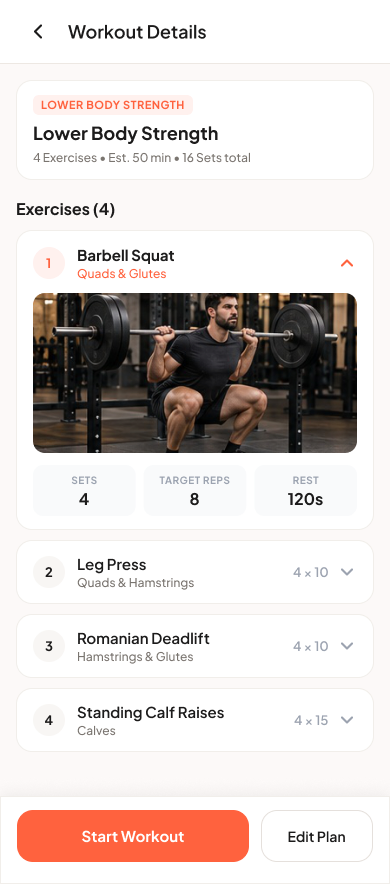 Workout Details
LOWER BODY STRENGTH
Lower Body Strength
4 Exercises • Est. 50 min • 16 Sets total
Exercises (4)
1
Barbell Squat
Quads & Glutes
SETS
4
TARGET REPS
8
REST
120s
2
Leg Press
Quads & Hamstrings
4 × 10
3
Romanian Deadlift
Hamstrings & Glutes
4 × 10
4
Standing Calf Raises
Calves
4 × 15
Start Workout
Edit Plan